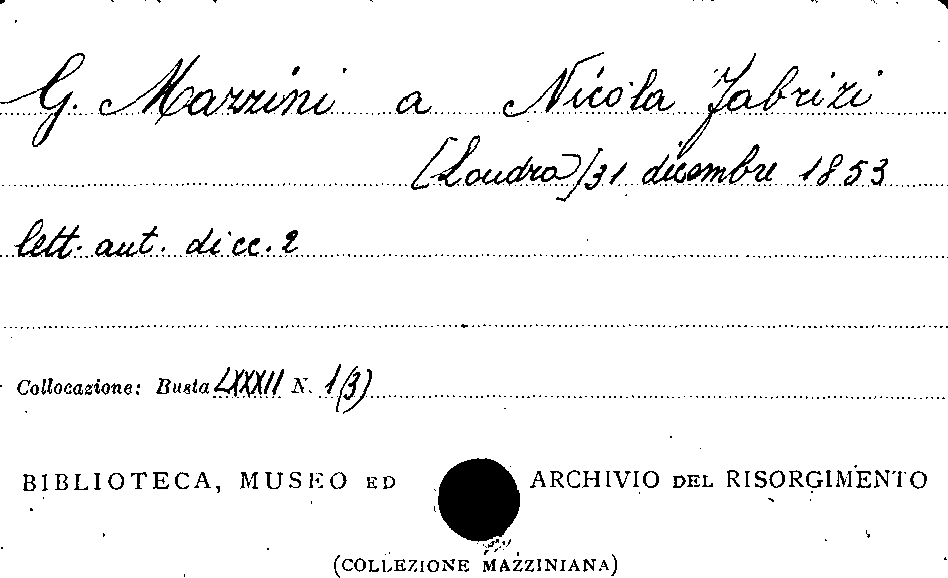 G. Mazzini a Nicola Fabrizi
[Londra] 31 dicembre 1853
lett. aut. di cc. 2
Collocazione: Busta LXXXII N. 1(3)
BIBLIOTECA, MUSEO ED ARCHIVIO DEL RISORGIMENTO
(COLLEZIONE MAZZINIANA)